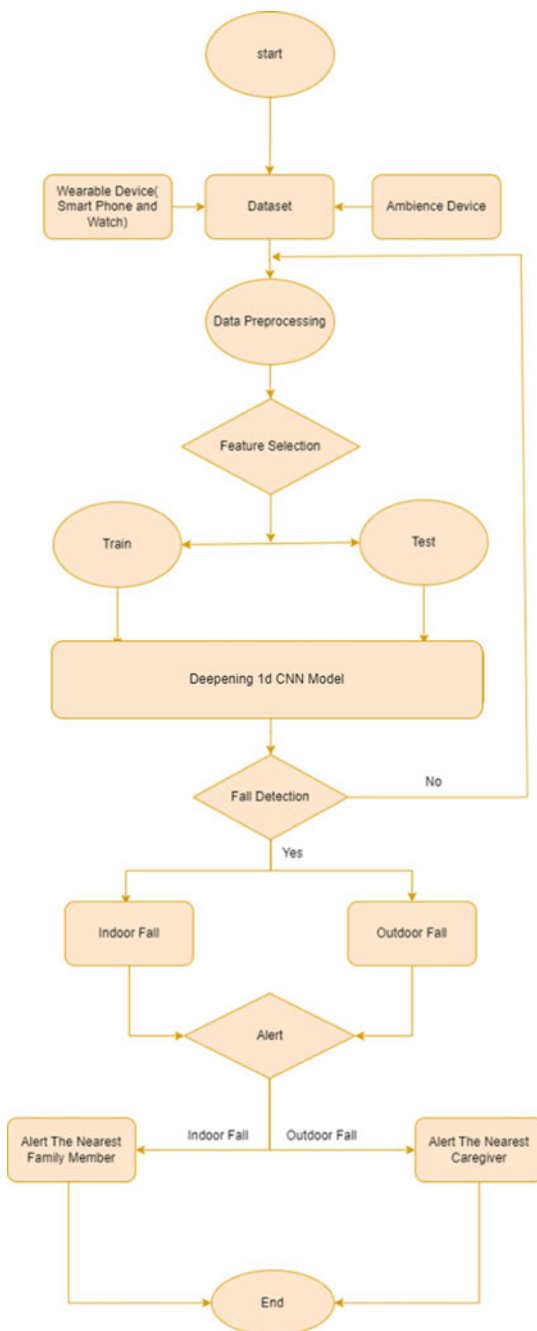 start
Wearable Device(
Smart Phone and
Watch)
Dataset
Ambience Device
Data Preprocessing
Feature Selection
Train
Test
Deepening 1d CNN Model
Fall Detection
No
Yes
Indoor Fall
Outdoor Fall
Alert
Indoor Fall
Outdoor Fall
Alert The Nearest
Family Member
Alert The Nearest
Caregiver
End